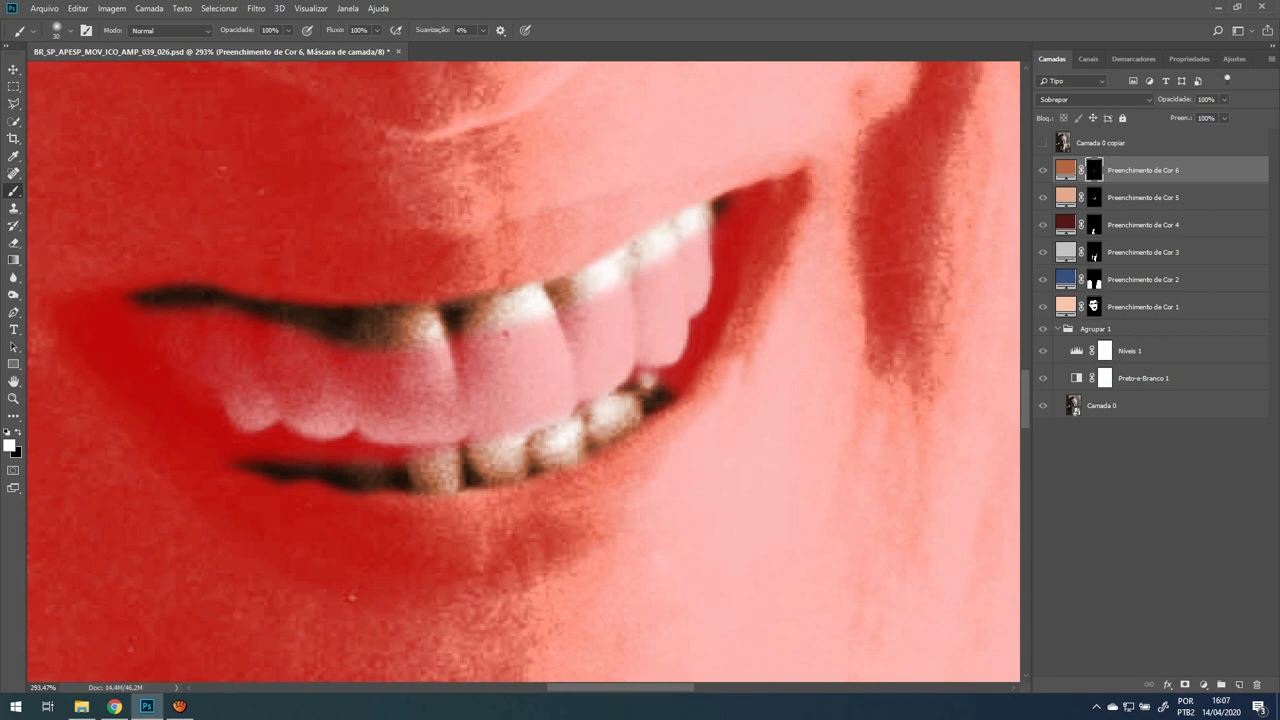 Arquivo Editar Imagem Camada Texto Selecionar Filtro 3D Visualizar Janela Ajuda
30 Modo: Normal Opacidade: 100% Fluxo: 100% Suavização: 4%
BR_SP_APESP_MOV_ICO_AMP_039_026.psd @ 293% (Preenchimento de Cor 6, Máscara de camada/8) *
Camadas Canais Demarcadores Propriedades Ajustes
Tipo
Sobrepor Opacidade: 100%
Bloq.: Preen.: 100%
Camada 0 copiar
Preenchimento de Cor 6
Preenchimento de Cor 5
Preenchimento de Cor 4
Preenchimento de Cor 3
Preenchimento de Cor 2
Preenchimento de Cor 1
Agrupar 1
Níveis 1
Preto-e-Branco 1
Camada 0
293,47% Doc: 14,4M/46,2M
POR 16:07
PTB2 14/04/2020